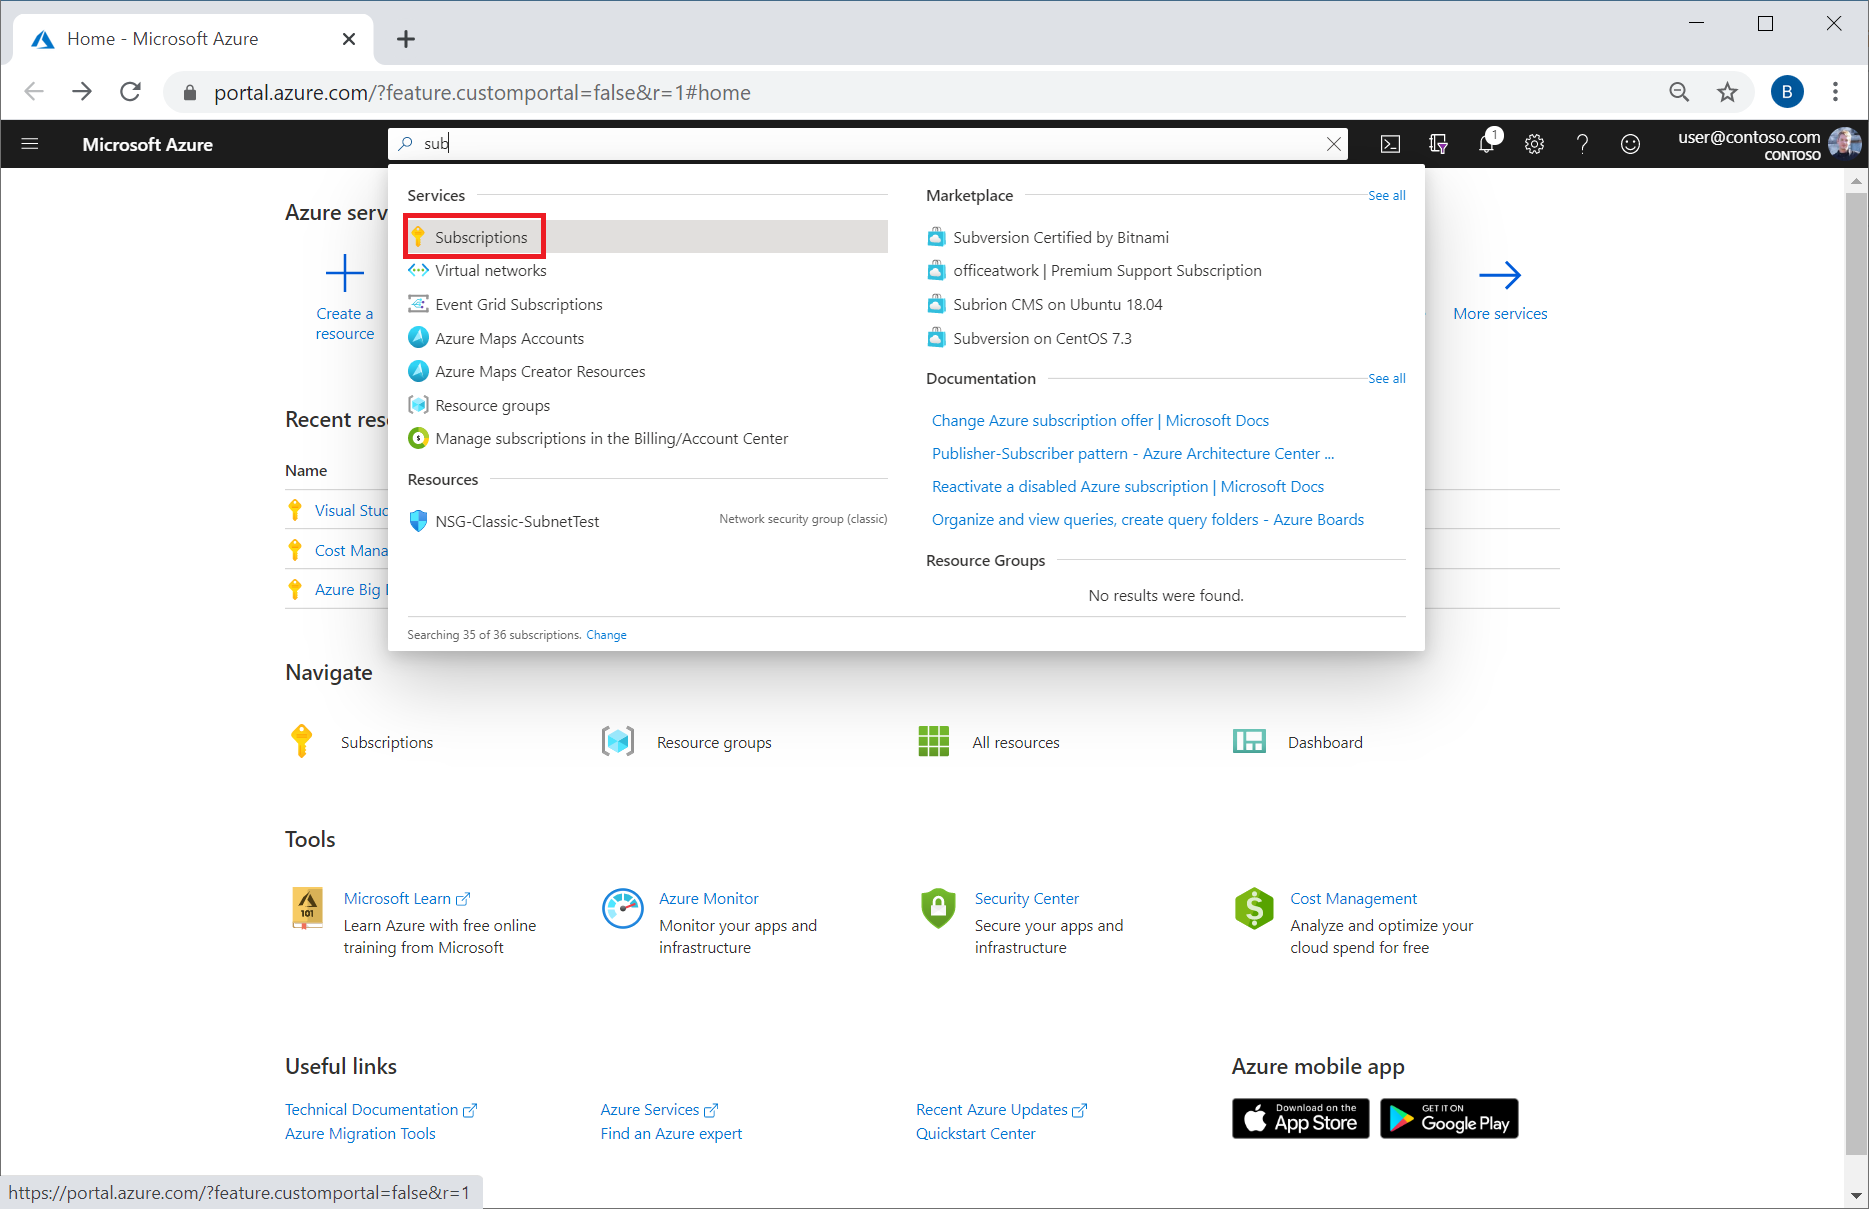 Home - Microsoft Azure
portal.azure.com/?feature.customportal=false&r=1#home
B
Microsoft Azure
sub
1
user@contoso.com
CONTOSO
Services
Subscriptions
Virtual networks
Event Grid Subscriptions
Azure Maps Accounts
Azure Maps Creator Resources
Resource groups
Manage subscriptions in the Billing/Account Center
Resources
NSG-Classic-SubnetTest Network security group (classic)
Marketplace See all
Subversion Certified by Bitnami
officeatwork | Premium Support Subscription
Subrion CMS on Ubuntu 18.04
Subversion on CentOS 7.3
Documentation See all
Change Azure subscription offer | Microsoft Docs
Publisher-Subscriber pattern - Azure Architecture Center ...
Reactivate a disabled Azure subscription | Microsoft Docs
Organize and view queries, create query folders - Azure Boards
Resource Groups
No results were found.
Searching 35 of 36 subscriptions. Change
Azure serv
Create a
resource
More services
Recent res
Name
Visual Stud
Cost Mana
Azure Big
Navigate
Subscriptions
Resource groups
All resources
Dashboard
Tools
101
Microsoft Learn
Learn Azure with free online
training from Microsoft
Azure Monitor
Monitor your apps and
infrastructure
Security Center
Secure your apps and
infrastructure
Cost Management
Analyze and optimize your
cloud spend for free
Useful links
Technical Documentation
Azure Migration Tools
Azure Services
Find an Azure expert
Recent Azure Updates
Quickstart Center
Azure mobile app
Download on the
App Store
GET IT ON
Google Play
https://portal.azure.com/?feature.customportal=false&r=1